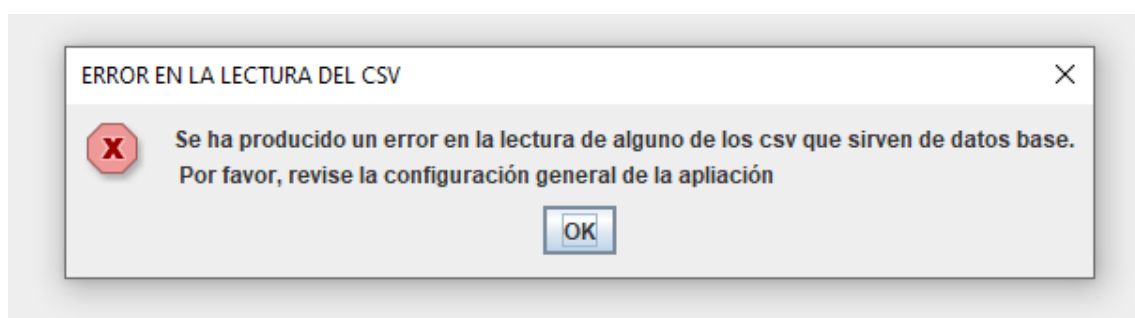 ERROR EN LA LECTURA DEL CSV
Se ha producido un error en la lectura de alguno de los csv que sirven de datos base.
Por favor, revise la configuración general de la apliación
OK